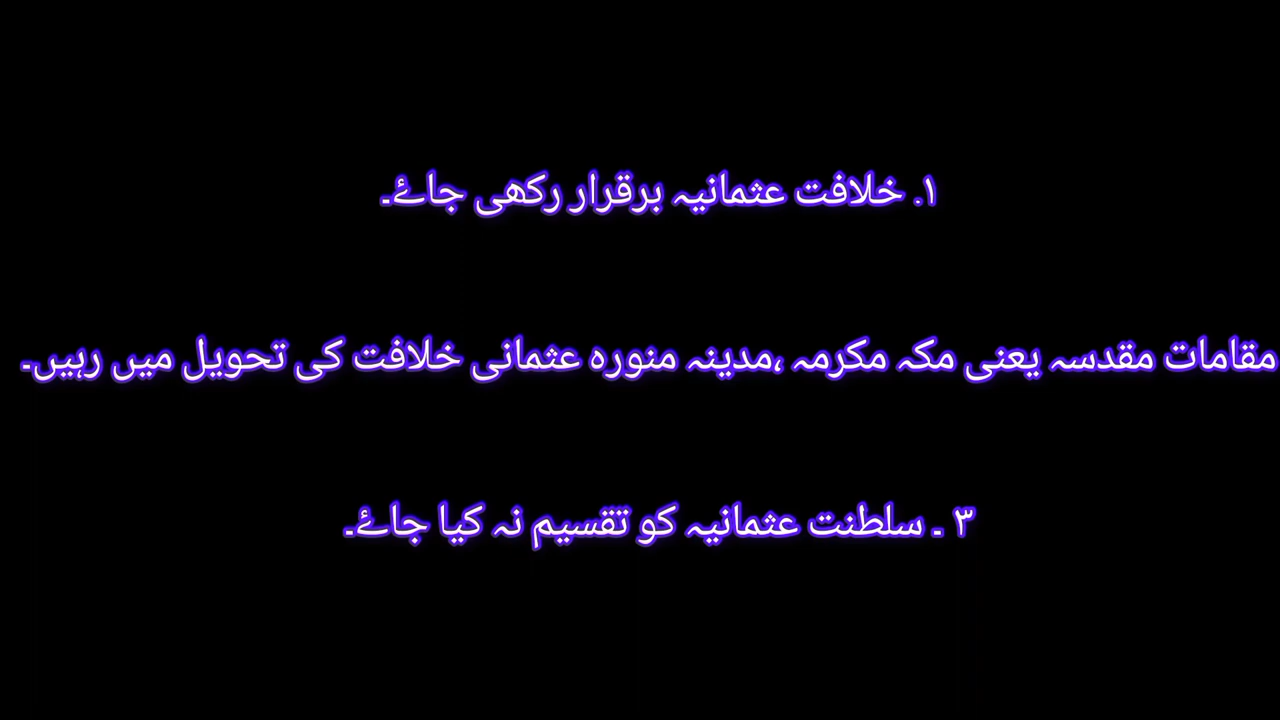 ۱. خلافت عثمانیہ برقرار رکھی جائے۔
مقامات مقدسہ یعنی مکہ مکرمہ ،مدینہ منورہ عثمانی خلافت کی تحویل میں رہیں۔
۳ ۔ سلطنت عثمانیہ کو تقسیم نہ کیا جائے۔